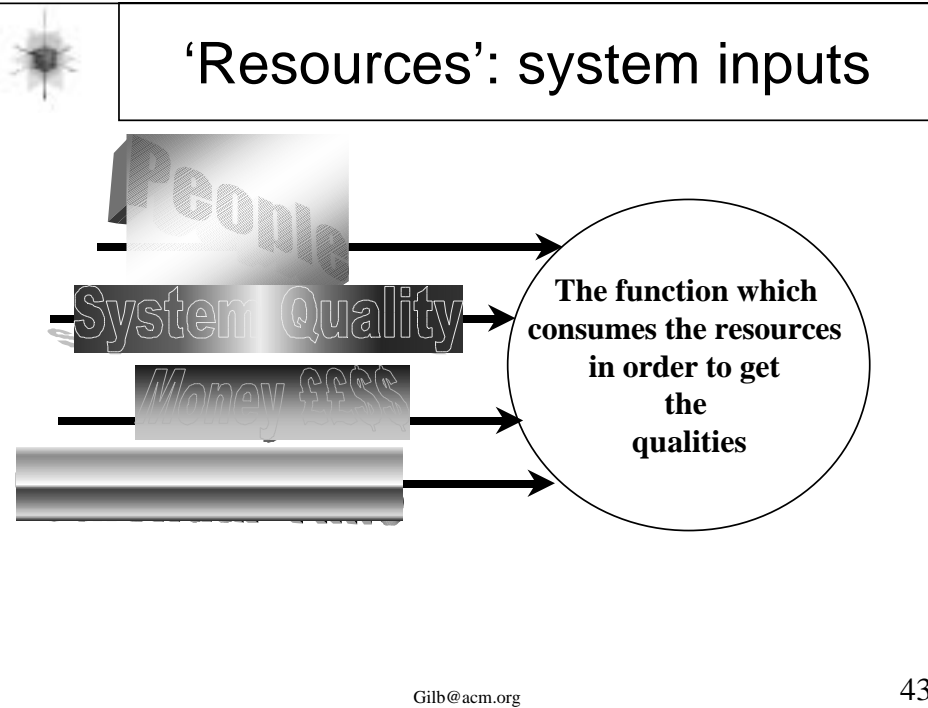 ‘Resources’: system inputs
People
System Quality
Money ££$$
The function which
consumes the resources
in order to get
the
qualities
Gilb@acm.org
43